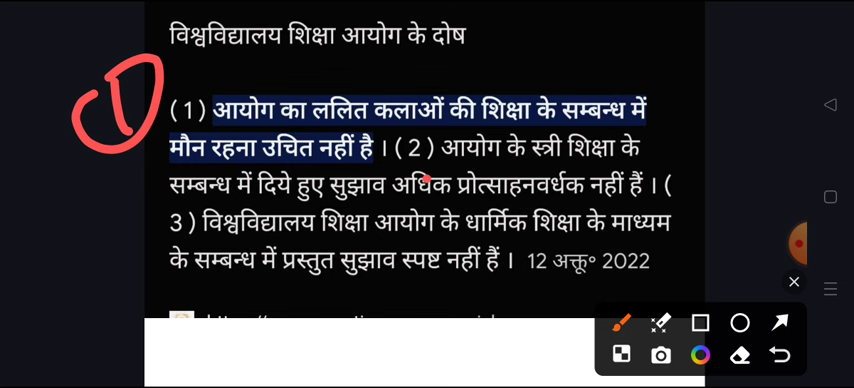 विश्वविद्यालय शिक्षा आयोग के दोष
(1) आयोग का ललित कलाओं की शिक्षा के सम्बन्ध में
मौन रहना उचित नहीं है । (2) आयोग के स्त्री शिक्षा के
सम्बन्ध में दिये हुए सुझाव अधिक प्रोत्साहनवर्धक नहीं हैं । (
3) विश्वविद्यालय शिक्षा आयोग के धार्मिक शिक्षा के माध्यम
के सम्बन्ध में प्रस्तुत सुझाव स्पष्ट नहीं हैं । 12 अक्तू॰ 2022